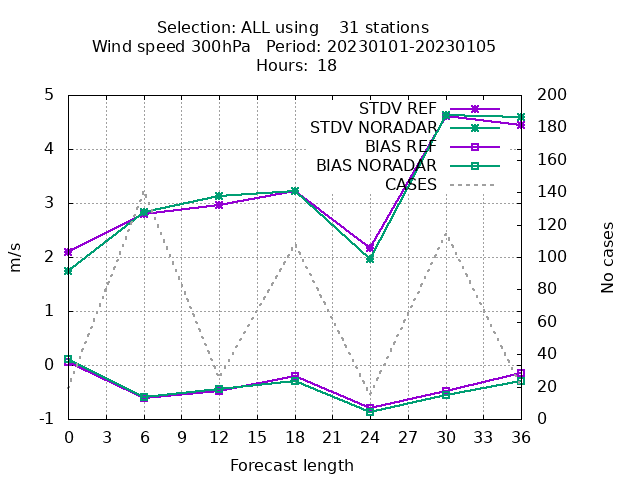 Selection: ALL using    31 stations
Wind speed 300hPa   Period: 20230101-20230105
Hours: 18
STDV REF
STDV NORADAR
BIAS REF
BIAS NORADAR
CASES
5
4
3
2
1
0
-1
200
180
160
140
120
100
80
60
40
20
0
m/s
No cases
0 3 6 9 12 15 18 21 24 27 30 33 36
Forecast length